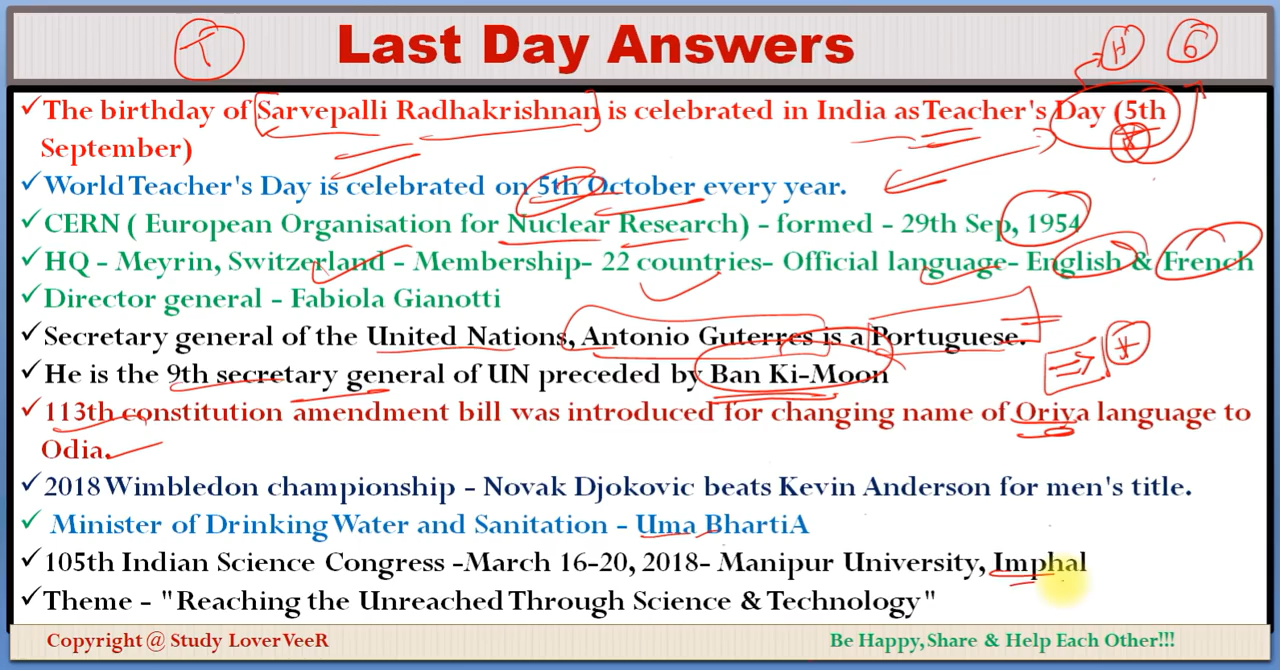 Last Day Answers
T
H
6
✓The birthday of Sarvepalli Radhakrishnan is celebrated in India as Teacher's Day (5th
September)
✓World Teacher's Day is celebrated on 5th October every year.
✓CERN ( European Organisation for Nuclear Research) - formed - 29th Sep, 1954
✓HQ - Meyrin, Switzerland - Membership- 22 countries- Official language- English & French
✓Director general - Fabiola Gianotti
✓Secretary general of the United Nations, Antonio Guterres is a Portuguese.
✓He is the 9th secretary general of UN preceded by Ban Ki-Moon
✓113th constitution amendment bill was introduced for changing name of Oriya language to
Odia.
✓2018 Wimbledon championship - Novak Djokovic beats Kevin Anderson for men's title.
✓ Minister of Drinking Water and Sanitation - Uma BhartiA
✓105th Indian Science Congress -March 16-20, 2018- Manipur University, Imphal
✓Theme - "Reaching the Unreached Through Science & Technology"
Copyright @ Study Lover VeeR
Be Happy, Share & Help Each Other!!!